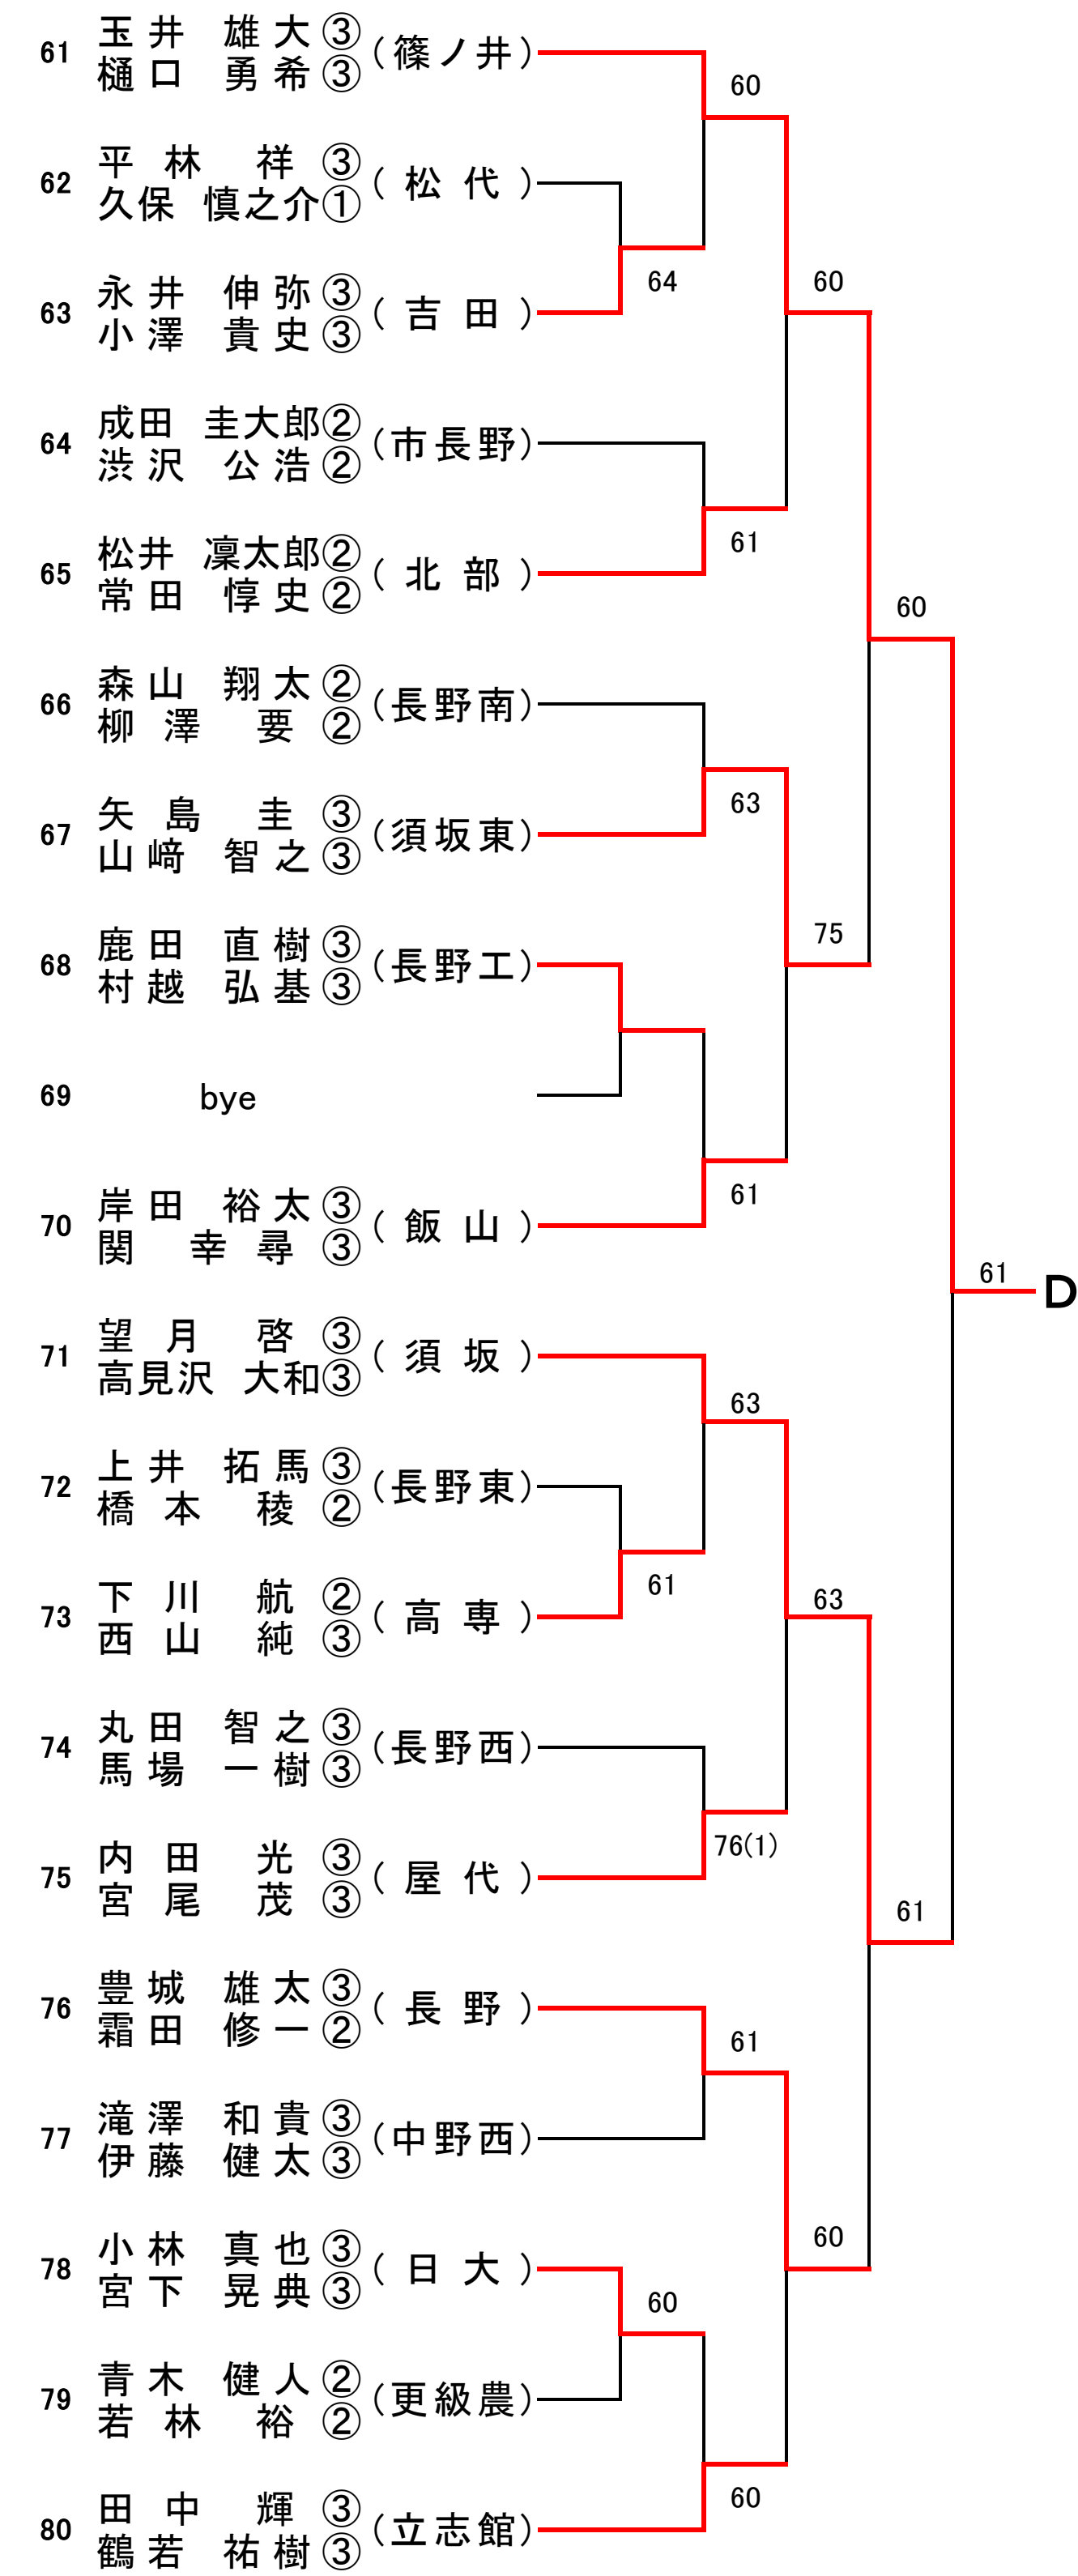 61 玉井 雄大③ (篠ノ井)
樋口 勇希③
60
62 平林 祥③ (松代)
久保 慎之介①
64
63 永井 伸弥③ (吉田)
小澤 貴史③
60
64 成田 圭大郎② (市長野)
渋沢 公浩②
61
65 松井 凜太郎② (北部)
常田 惇史②
60
66 森山 翔太② (長野南)
柳澤 要②
63
67 矢島 圭③ (須坂東)
山﨑 智之③
75
68 鹿田 直樹③ (長野工)
村越 弘基③
69 bye
61
70 岸田 裕太③ (飯山)
関 幸尋③
61 D
71 望月 啓③ (須坂)
高見沢 大和③
63
72 上井 拓馬③ (長野東)
橋本 稜②
61
73 下川 航② (高専)
西山 純③
63
74 丸田 智之③ (長野西)
馬場 一樹③
76(1)
75 内田 光③ (屋代)
宮尾 茂③
61
76 豊城 雄太③ (長野)
霜田 修一②
61
77 滝澤 和貴③ (中野西)
伊藤 健太③
60
78 小林 真也③ (日大)
宮下 晃典③
60
79 青木 健人② (更級農)
若林 裕②
60
80 田中 輝③ (立志館)
鶴若 祐樹③